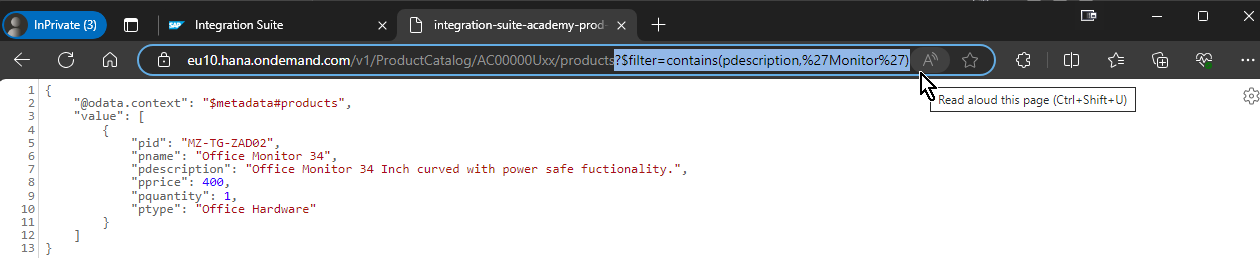 InPrivate (3)
SAP
Integration Suite
integration-suite-academy-prod-
eu10.hana.ondemand.com/v1/ProductCatalog/AC00000Uxx/products?$filter=contains(pdescription,%27Monitor%27)
Read aloud this page (Ctrl+Shift+U)
1 {
2 "@odata.context": "$metadata#products",
3 "value": [
4 {
5 "pid": "MZ-TG-ZAD02",
6 "pname": "Office Monitor 34",
7 "pdescription": "Office Monitor 34 Inch curved with power safe fuctionality.",
8 "pprice": 400,
9 "pquantity": 1,
10 "ptype": "Office Hardware"
11 }
12 ]
13 }